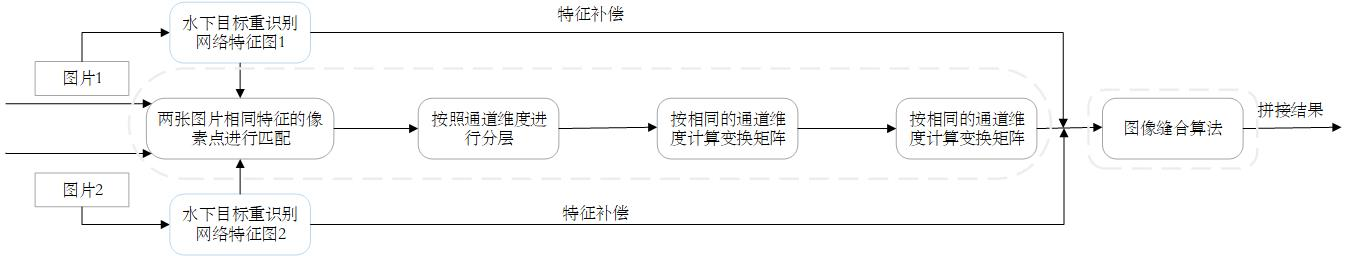 水下目标重识别
网络特征图1
特征补偿
图片1
两张图片相同特征的像
素点进行匹配
按照通道维度进
行分层
按相同的通道维
度计算变换矩阵
按相同的通道维
度计算变换矩阵
图像缝合算法
拼接结果
图片2
水下目标重识别
网络特征图2
特征补偿